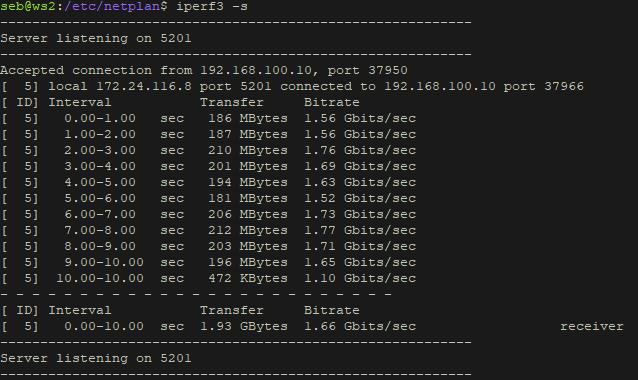 seb@ws2:/etc/netplan$ iperf3 -s
-----------------------------------------------------------
Server listening on 5201
-----------------------------------------------------------
Accepted connection from 192.168.100.10, port 37950
[  5] local 172.24.116.8 port 5201 connected to 192.168.100.10 port 37966
[ ID] Interval           Transfer     Bitrate
[  5]   0.00-1.00   sec   186 MBytes  1.56 Gbits/sec
[  5]   1.00-2.00   sec   187 MBytes  1.56 Gbits/sec
[  5]   2.00-3.00   sec   210 MBytes  1.76 Gbits/sec
[  5]   3.00-4.00   sec   201 MBytes  1.69 Gbits/sec
[  5]   4.00-5.00   sec   194 MBytes  1.63 Gbits/sec
[  5]   5.00-6.00   sec   181 MBytes  1.52 Gbits/sec
[  5]   6.00-7.00   sec   206 MBytes  1.73 Gbits/sec
[  5]   7.00-8.00   sec   212 MBytes  1.77 Gbits/sec
[  5]   8.00-9.00   sec   203 MBytes  1.71 Gbits/sec
[  5]   9.00-10.00  sec   196 MBytes  1.65 Gbits/sec
[  5]  10.00-10.00  sec   472 KBytes  1.10 Gbits/sec
- - - - - - - - - - - - - - - - - - - - - - - - -
[ ID] Interval           Transfer     Bitrate
[  5]   0.00-10.00  sec  1.93 GBytes  1.66 Gbits/sec                  receiver
-----------------------------------------------------------
Server listening on 5201
-----------------------------------------------------------